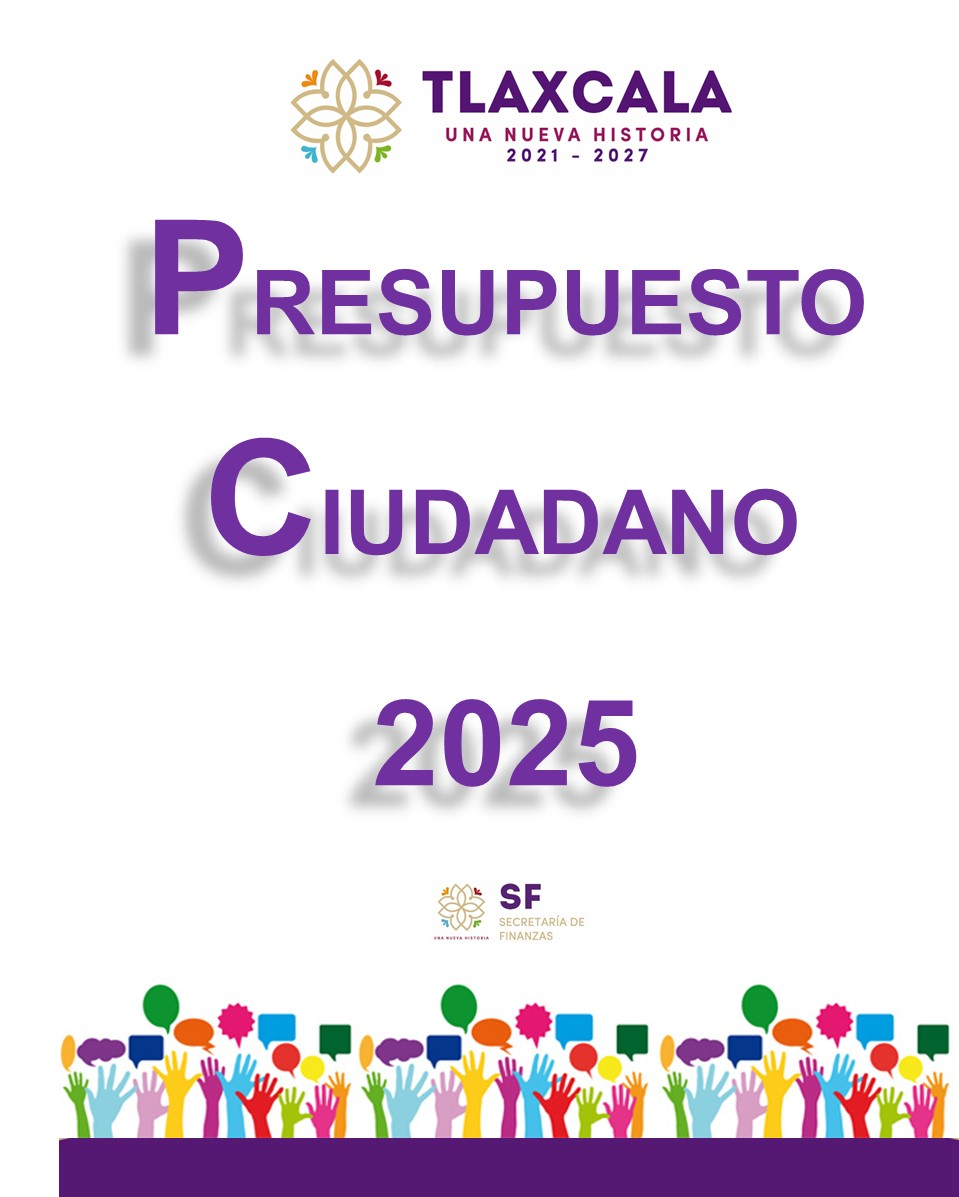 TLAXCALA
UNA NUEVA HISTORIA
2021 - 2027
PRESUPUESTO
CIUDADANO
2025
SF
SECRETARÍA DE
FINANZAS
UNA NUEVA HISTORIA